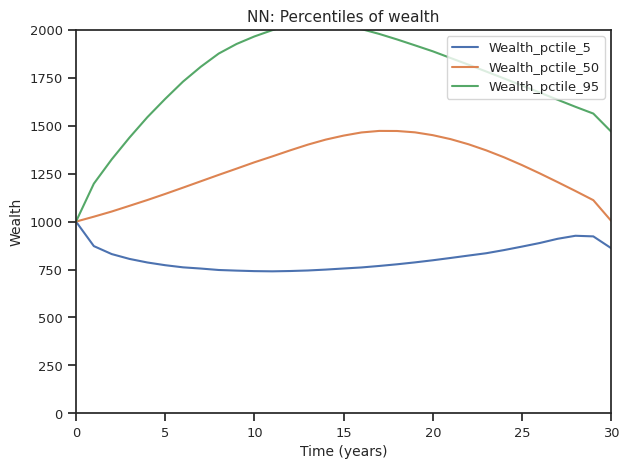 NN: Percentiles of wealth
2000
1750
1500
1250
1000
750
500
250
0
Wealth
Wealth_pctile_5
Wealth_pctile_50
Wealth_pctile_95
0 5 10 15 20 25 30
Time (years)